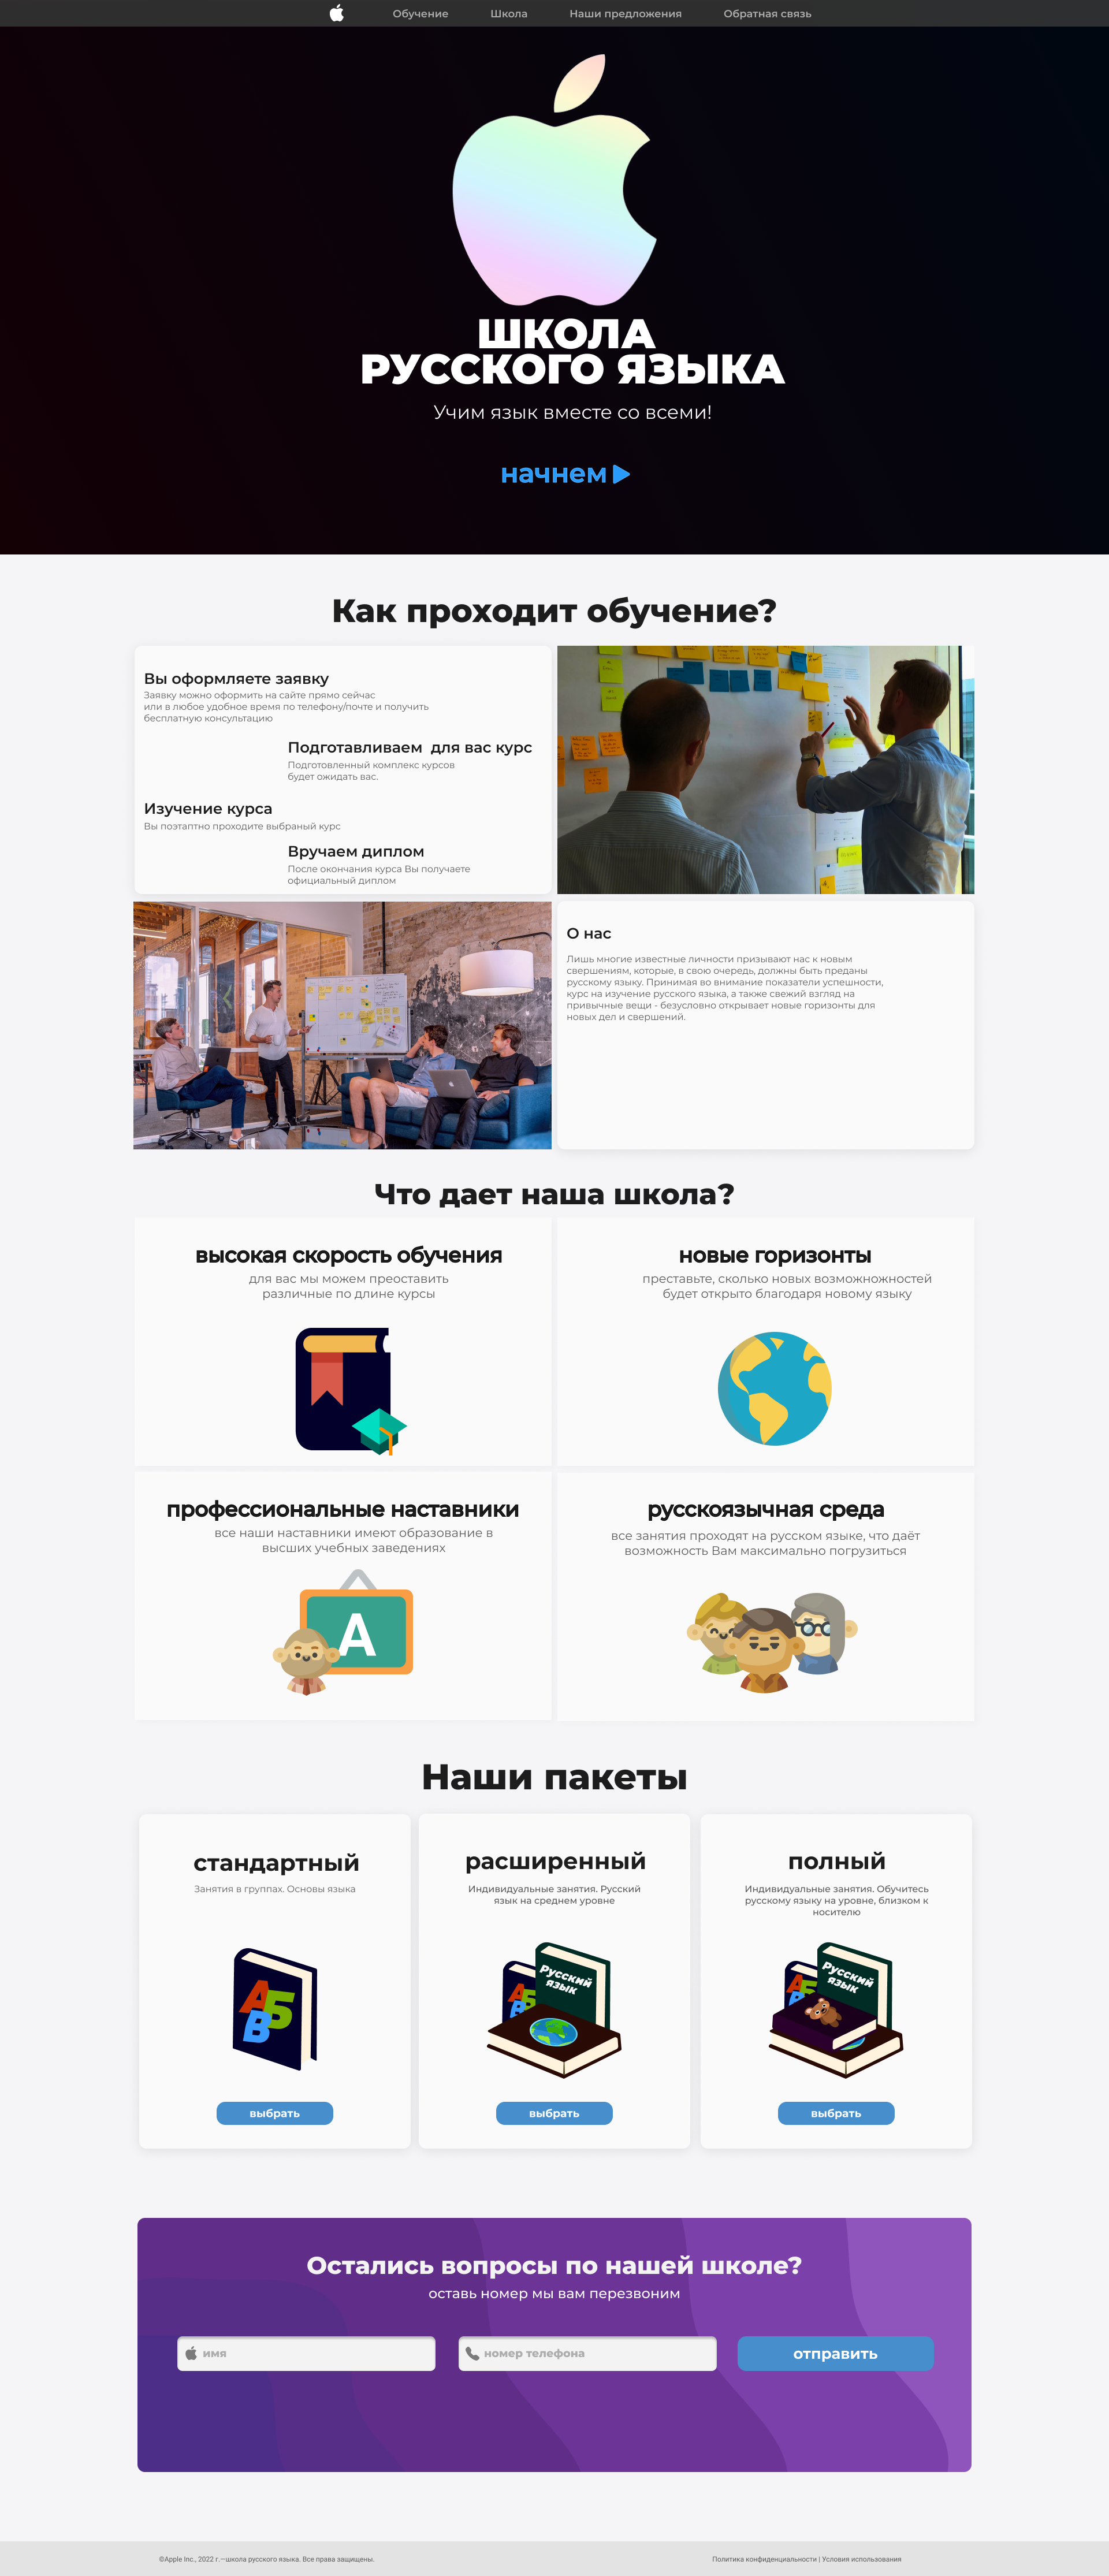 Обучение Школа Наши предложения Обратная связь
ШКОЛА
РУССКОГО ЯЗЫКА
Учим язык вместе со всеми!
начнем
Как проходит обучение?
Вы оформляете заявку
Заявку можно оформить на сайте прямо сейчас
или в любое удобное время по телефону/почте и получить
бесплатную консультацию
Подготавливаем для вас курс
Подготовленный комплекс курсов
будет ожидать вас.
Изучение курса
Вы поэтаптно проходите выбраный курс
Вручаем диплом
После окончания курса Вы получаете
официальный диплом
О нас
Лишь многие известные личности призывают нас к новым
свершениям, которые, в свою очередь, должны быть преданы
русскому языку. Принимая во внимание показатели успешности,
курс на изучение русского языка, а также свежий взгляд на
привычные вещи - безусловно открывает новые горизонты для
новых дел и свершений.
Что дает наша школа?
высокая скорость обучения
для вас мы можем преоставить
различные по длине курсы
новые горизонты
преставьте, сколько новых возможножностей
будет открыто благодаря новому языку
профессиональные наставники
все наши наставники имеют образование в
высших учебных заведениях
A
русскоязычная среда
все занятия проходят на русском языке, что даёт
возможность Вам максимально погрузиться
Наши пакеты
стандартный
Занятия в группах. Основы языка
АБ
В
выбрать
расширенный
Индивидуальные занятия. Русский
язык на среднем уровне
Русский
язык
АБ
В
выбрать
полный
Индивидуальные занятия. Обучитесь
русскому языку на уровне, близком к
носителю
Русский
язык
АБ
В
выбрать
Остались вопросы по нашей школе?
оставь номер мы вам перезвоним
имя
номер телефона
отправить
©Apple Inc., 2022 г.—школа русского языка. Все права защищены.
Политика конфиденциальности | Условия использования